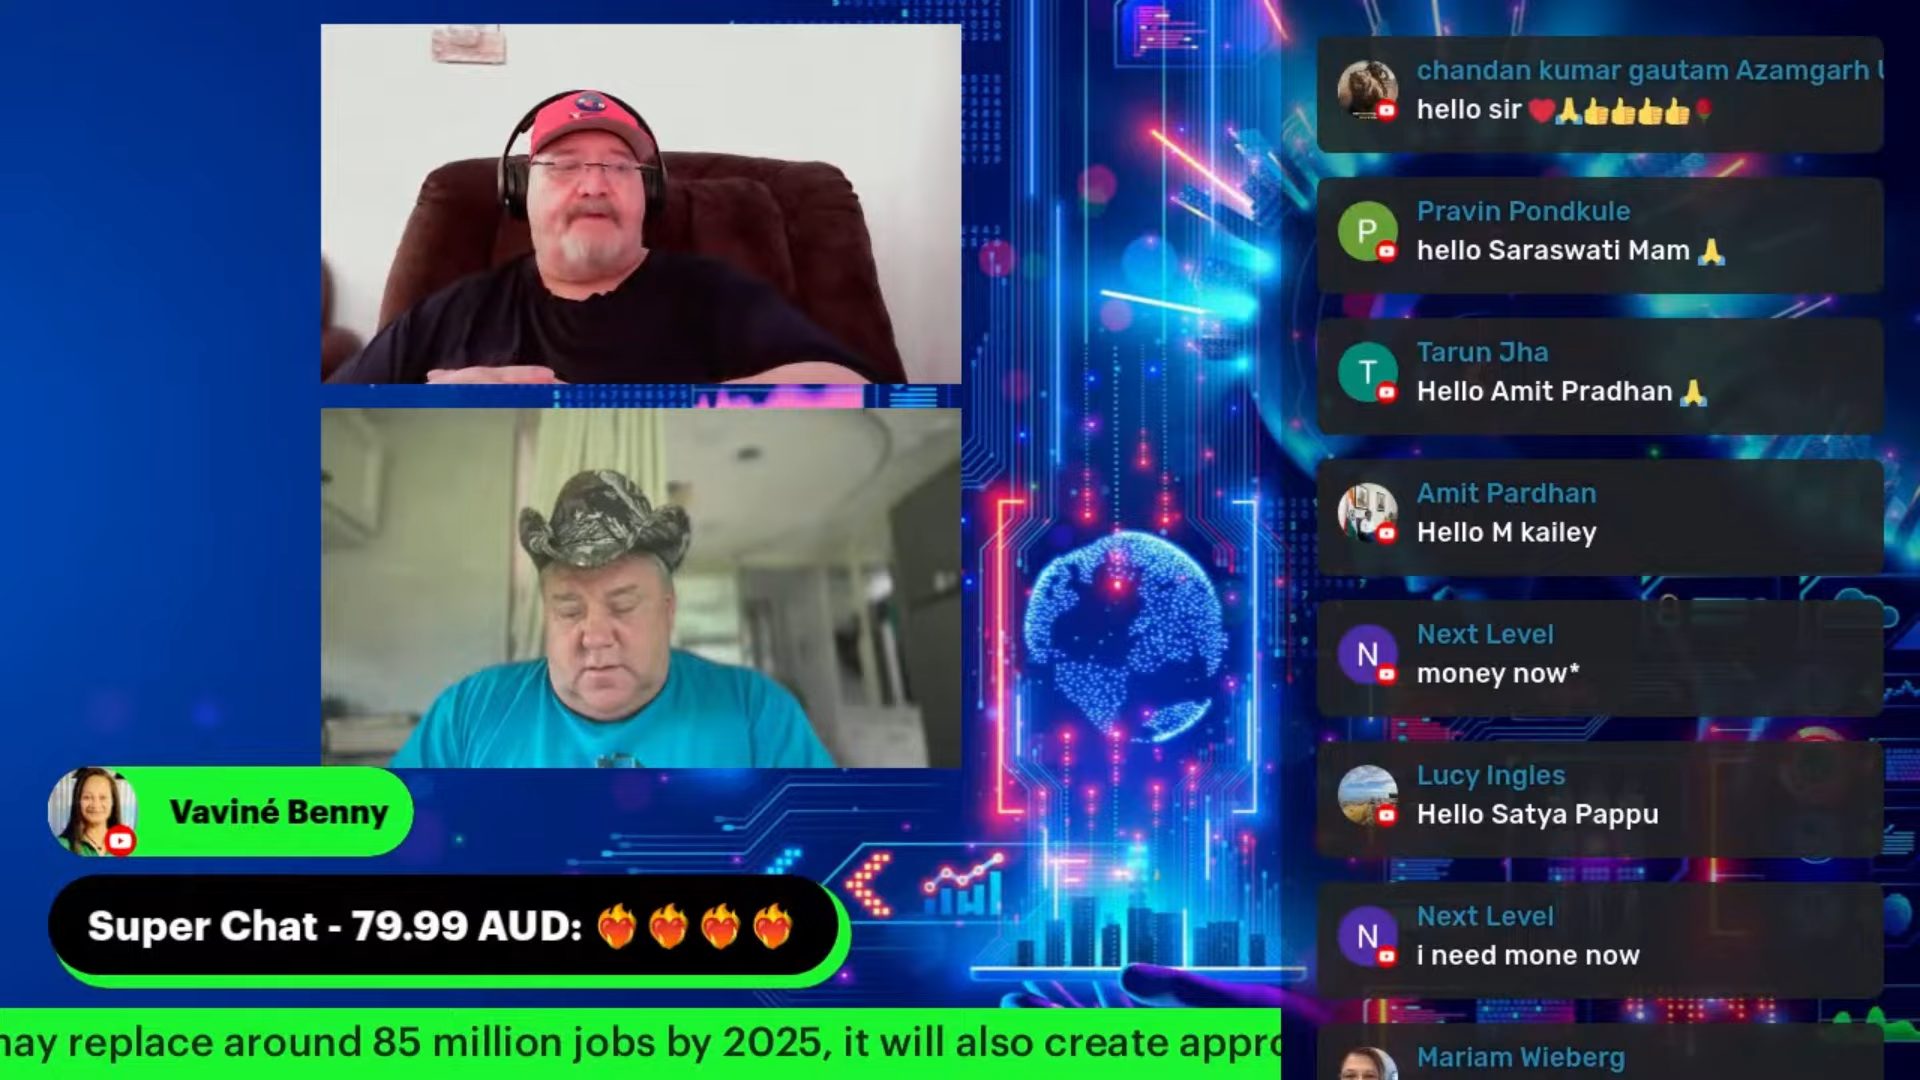 chandan kumar gautam Azamgarh
hello sir ❤️🙏👍👍👍👍🌹
Pravin Pondkule
P
hello Saraswati Mam 🙏
Tarun Jha
T
Hello Amit Pradhan 🙏
Amit Pardhan
Hello M kailey
Next Level
N
money now*
Lucy Ingles
Hello Satya Pappu
Next Level
N
i need mone now
Mariam Wieberg
Vaviné Benny
Super Chat - 79.99 AUD: ❤️‍🔥❤️‍🔥❤️‍🔥❤️‍🔥
may replace around 85 million jobs by 2025, it will also create appro